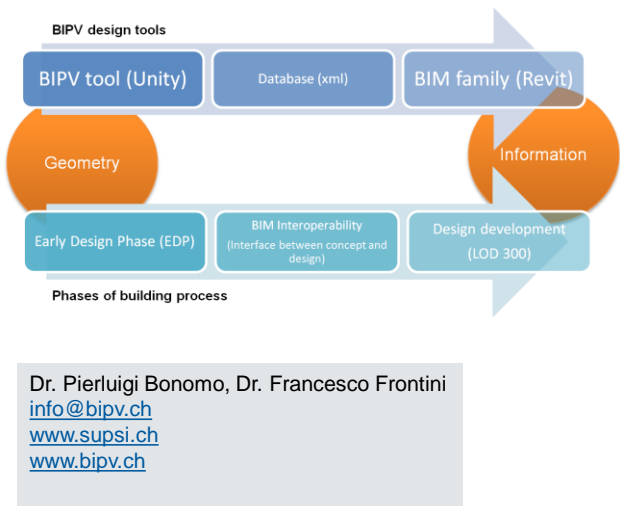 BIPV design tools
BIPV tool (Unity)
Database (xml)
BIM family (Revit)
Geometry
Information
Early Design Phase (EDP)
BIM Interoperability
(Interface between concept and
design)
Design development
(LOD 300)
Phases of building process
Dr. Pierluigi Bonomo, Dr. Francesco Frontini
info@bipv.ch
www.supsi.ch
www.bipv.ch